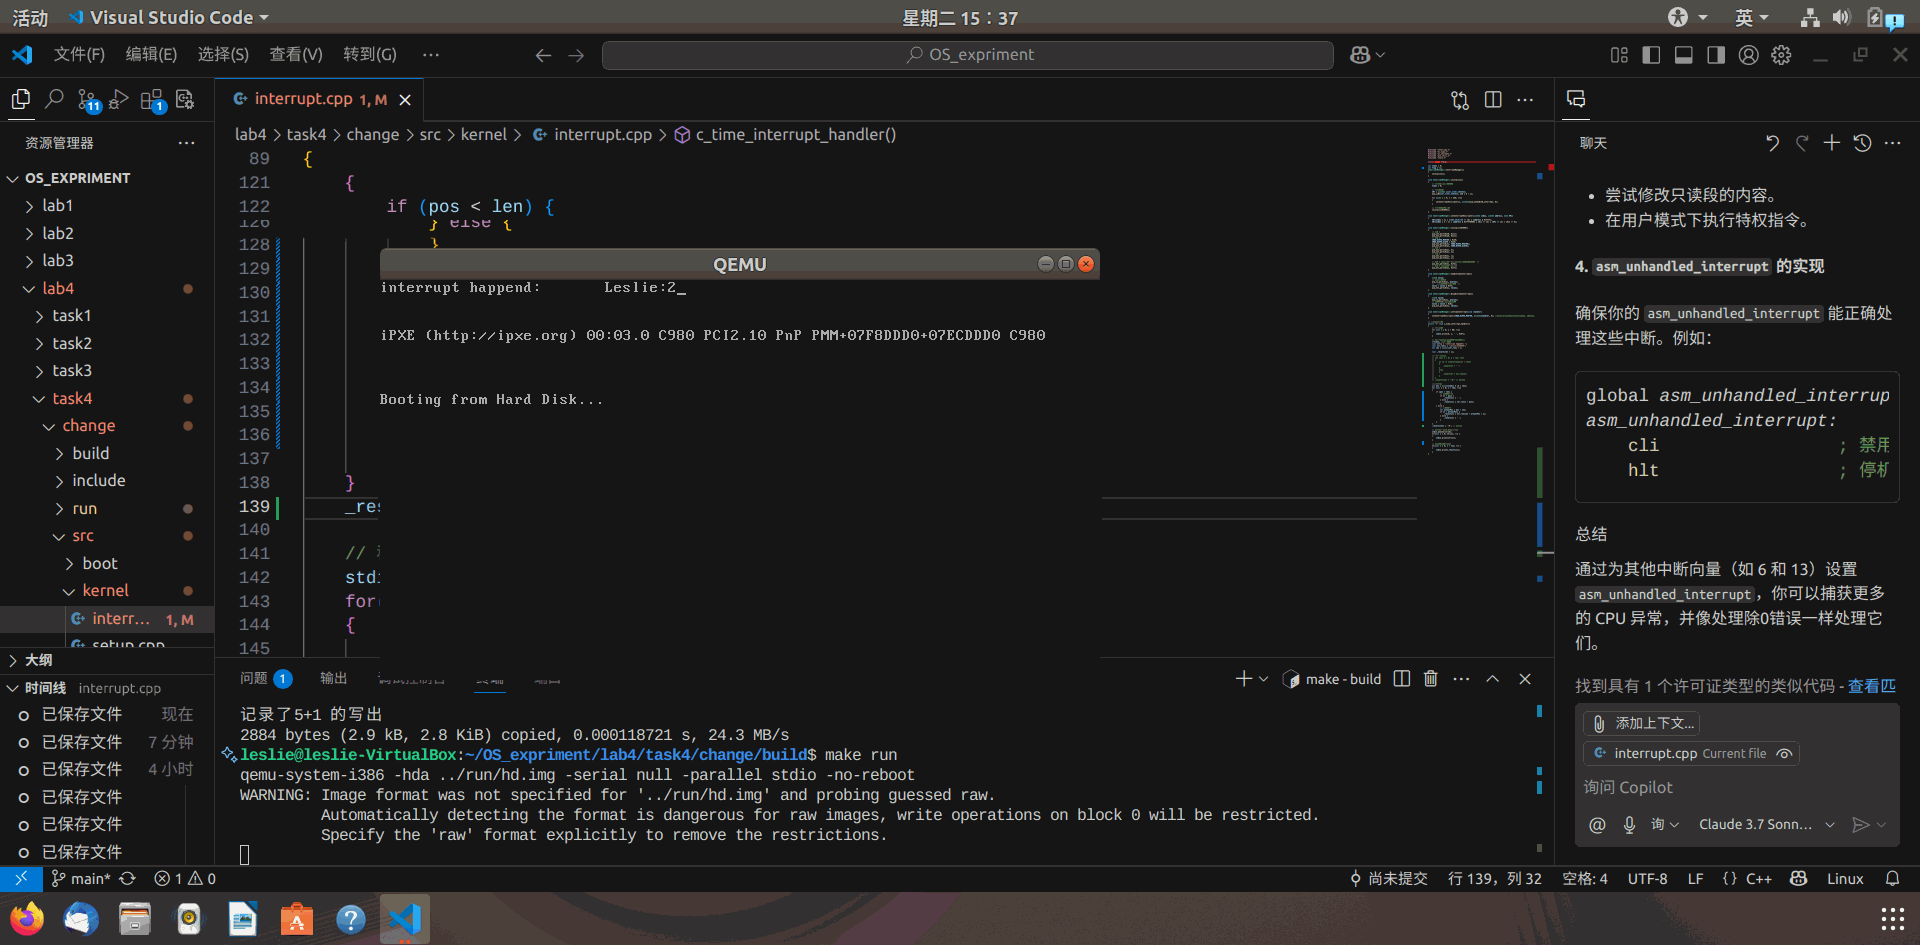 活动
Visual Studio Code
星期二 15：37
英
文件(F)
编辑(E)
选择(S)
查看(V)
转到(G)
OS_expriment
11
1
interrupt.cpp 1, M
资源管理器
lab4 > task4 > change > src > kernel > interrupt.cpp > c_time_interrupt_handler()
聊天
OS_EXPRIMENT
lab1
lab2
lab3
lab4
task1
task2
task3
task4
change
build
include
run
src
boot
kernel
interr... 1, M
setup.cpp
大纲
时间线 interrupt.cpp
已保存文件 现在
已保存文件 7 分钟
已保存文件 4 小时
已保存文件
已保存文件
已保存文件
89 {
121 {
122 if (pos < len) {
126 } else {
128 }
129
130
131
132
133
134
135
136
137
138 }
139 _res
140
141 //
142 stdi
143 for(
144 {
145
QEMU
interrupt happend: Leslie:2_
iPXE (http://ipxe.org) 00:03.0 C980 PCI2.10 PnP PMM+07F8DDD0+07ECDDD0 C980
Booting from Hard Disk...
问题 1
输出
调试控制台
终端
端口
make - build
记录了5+1 的写出
2884 bytes (2.9 kB, 2.8 KiB) copied, 0.000118721 s, 24.3 MB/s
leslie@leslie-VirtualBox:~/OS_expriment/lab4/task4/change/build$ make run
qemu-system-i386 -hda ../run/hd.img -serial null -parallel stdio -no-reboot
WARNING: Image format was not specified for '../run/hd.img' and probing guessed raw.
Automatically detecting the format is dangerous for raw images, write operations on block 0 will be restricted.
Specify the 'raw' format explicitly to remove the restrictions.
• 尝试修改只读段的内容。
• 在用户模式下执行特权指令。
4. asm_unhandled_interrupt 的实现
确保你的 asm_unhandled_interrupt 能正确处
理这些中断。例如：
global asm_unhandled_interrup
asm_unhandled_interrupt:
cli ; 禁用
hlt ; 停机
总结
通过为其他中断向量（如 6 和 13）设置
asm_unhandled_interrupt，你可以捕获更多
的 CPU 异常，并像处理除0错误一样处理它
们。
找到具有 1 个许可证类型的类似代码 - 查看匹
添加上下文...
interrupt.cpp Current file
询问 Copilot
@ 询 Claude 3.7 Sonn...
main* 1 0
尚未提交
行 139，列 32
空格: 4
UTF-8
LF
{} C++
Linux